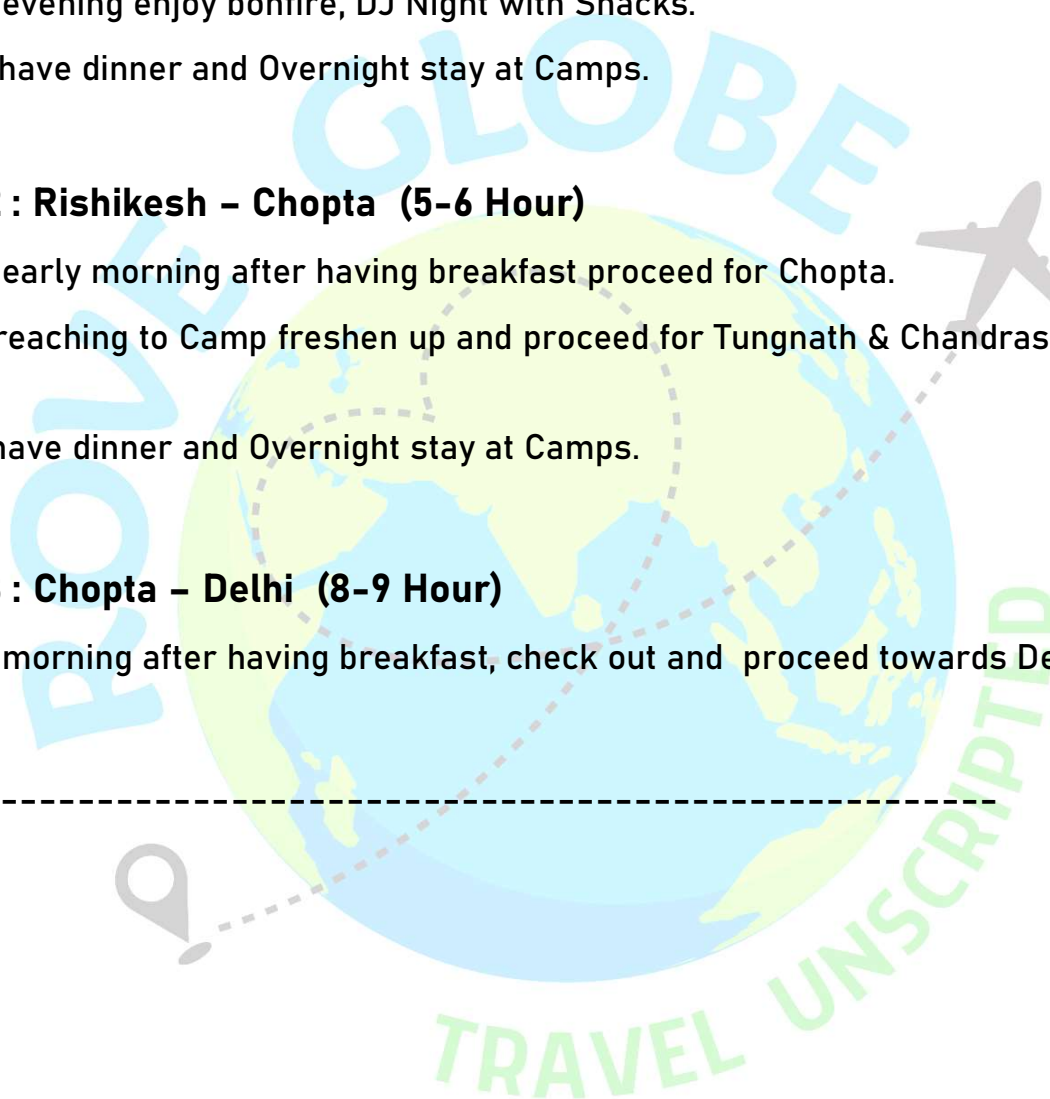 evening enjoy bonfire, DJ Night with Snacks.
have dinner and Overnight stay at Camps.
: Rishikesh – Chopta (5-6 Hour)
early morning after having breakfast proceed for Chopta.
reaching to Camp freshen up and proceed for Tungnath & Chandras
have dinner and Overnight stay at Camps.
: Chopta – Delhi (8-9 Hour)
morning after having breakfast, check out and proceed towards De
ROVE GLOBE
TRAVEL UNSCRIPTED